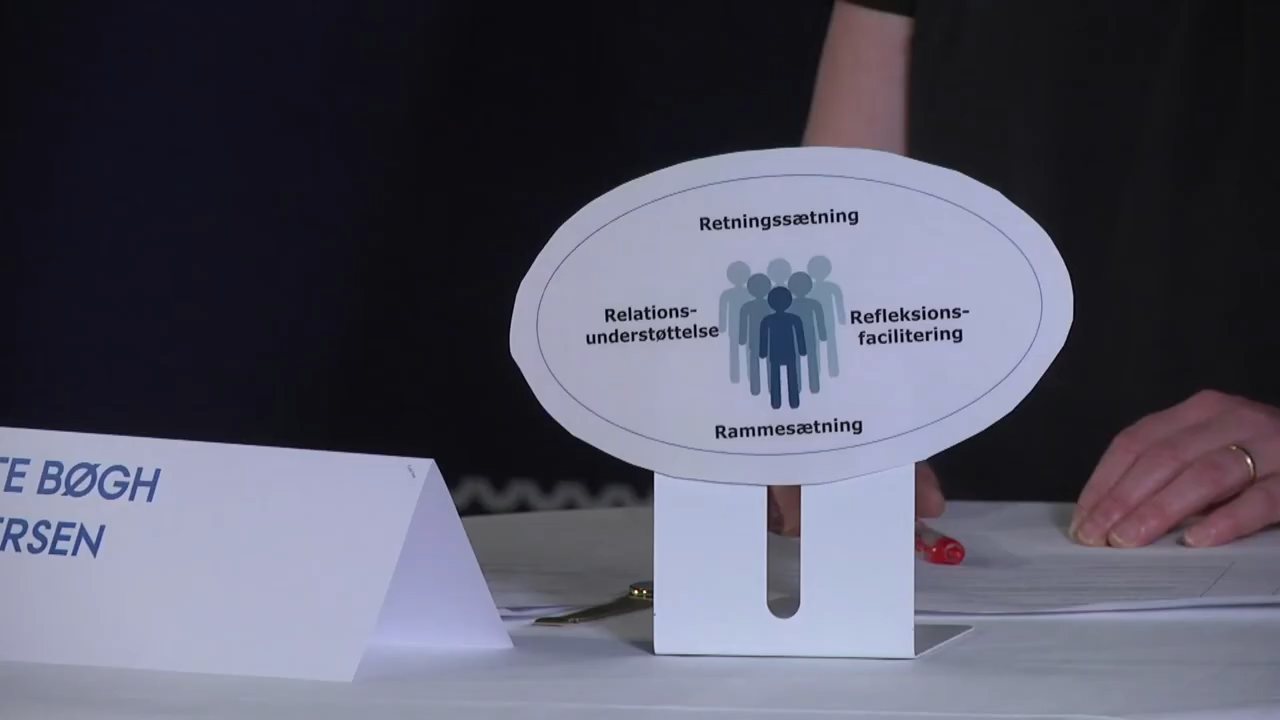 TE BØGH
ERSEN
Retningssætning
Relations-
understøttelse
Refleksions-
facilitering
Rammesætning